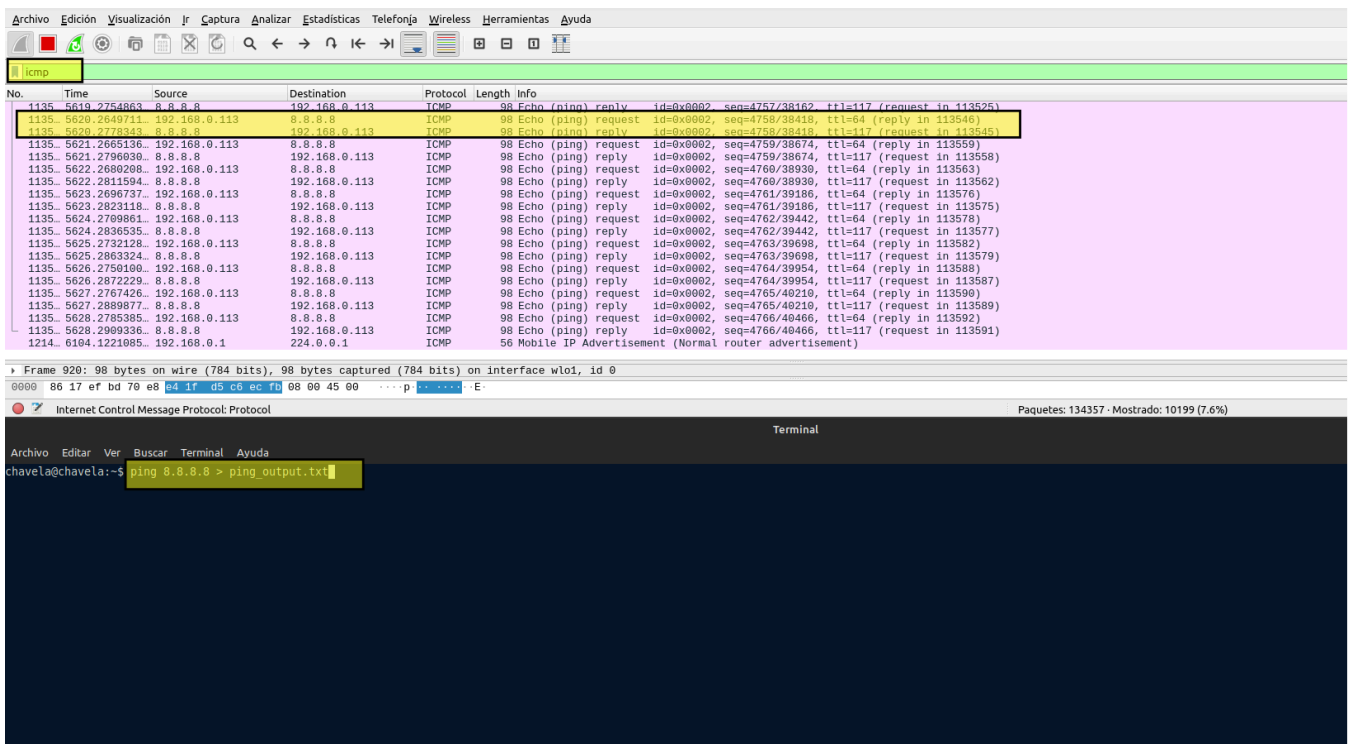 Archivo Edición Visualización Ir Captura Analizar Estadísticas Telefonía Wireless Herramientas Ayuda
icmp
No. Time Source Destination Protocol Length Info
1135… 5619.2754863… 8.8.8.8 192.168.0.113 ICMP 98 Echo (ping) reply id=0x0002, seq=4757/38162, ttl=117 (request in 113525)
1135… 5620.2649711… 192.168.0.113 8.8.8.8 ICMP 98 Echo (ping) request id=0x0002, seq=4758/38418, ttl=64 (reply in 113546)
1135… 5620.2778343… 8.8.8.8 192.168.0.113 ICMP 98 Echo (ping) reply id=0x0002, seq=4758/38418, ttl=117 (request in 113545)
1135… 5621.2665136… 192.168.0.113 8.8.8.8 ICMP 98 Echo (ping) request id=0x0002, seq=4759/38674, ttl=64 (reply in 113559)
1135… 5621.2796030… 8.8.8.8 192.168.0.113 ICMP 98 Echo (ping) reply id=0x0002, seq=4759/38674, ttl=117 (request in 113558)
1135… 5622.2680208… 192.168.0.113 8.8.8.8 ICMP 98 Echo (ping) request id=0x0002, seq=4760/38930, ttl=64 (reply in 113563)
1135… 5622.2811594… 8.8.8.8 192.168.0.113 ICMP 98 Echo (ping) reply id=0x0002, seq=4760/38930, ttl=117 (request in 113562)
1135… 5623.2696737… 192.168.0.113 8.8.8.8 ICMP 98 Echo (ping) request id=0x0002, seq=4761/39186, ttl=64 (reply in 113576)
1135… 5623.2823118… 8.8.8.8 192.168.0.113 ICMP 98 Echo (ping) reply id=0x0002, seq=4761/39186, ttl=117 (request in 113575)
1135… 5624.2709861… 192.168.0.113 8.8.8.8 ICMP 98 Echo (ping) request id=0x0002, seq=4762/39442, ttl=64 (reply in 113578)
1135… 5624.2836535… 8.8.8.8 192.168.0.113 ICMP 98 Echo (ping) reply id=0x0002, seq=4762/39442, ttl=117 (request in 113577)
1135… 5625.2732128… 192.168.0.113 8.8.8.8 ICMP 98 Echo (ping) request id=0x0002, seq=4763/39698, ttl=64 (reply in 113582)
1135… 5625.2863324… 8.8.8.8 192.168.0.113 ICMP 98 Echo (ping) reply id=0x0002, seq=4763/39698, ttl=117 (request in 113579)
1135… 5626.2750100… 192.168.0.113 8.8.8.8 ICMP 98 Echo (ping) request id=0x0002, seq=4764/39954, ttl=64 (reply in 113588)
1135… 5626.2872229… 8.8.8.8 192.168.0.113 ICMP 98 Echo (ping) reply id=0x0002, seq=4764/39954, ttl=117 (request in 113587)
1135… 5627.2767426… 192.168.0.113 8.8.8.8 ICMP 98 Echo (ping) request id=0x0002, seq=4765/40210, ttl=64 (reply in 113590)
1135… 5627.2889877… 8.8.8.8 192.168.0.113 ICMP 98 Echo (ping) reply id=0x0002, seq=4765/40210, ttl=117 (request in 113589)
1135… 5628.2785385… 192.168.0.113 8.8.8.8 ICMP 98 Echo (ping) request id=0x0002, seq=4766/40466, ttl=64 (reply in 113592)
1135… 5628.2909336… 8.8.8.8 192.168.0.113 ICMP 98 Echo (ping) reply id=0x0002, seq=4766/40466, ttl=117 (request in 113591)
1214… 6104.1221085… 192.168.0.1 224.0.0.1 ICMP 56 Mobile IP Advertisement (Normal router advertisement)
Frame 920: 98 bytes on wire (784 bits), 98 bytes captured (784 bits) on interface wlo1, id 0
0000 86 17 ef bd 70 e8 e4 1f d5 c6 ec fb 08 00 45 00 ····p··· ······E·
Internet Control Message Protocol: Protocol Paquetes: 134357 · Mostrado: 10199 (7.6%)
Terminal
Archivo Editar Ver Buscar Terminal Ayuda
chavela@chavela:~$ ping 8.8.8.8 > ping_output.txt